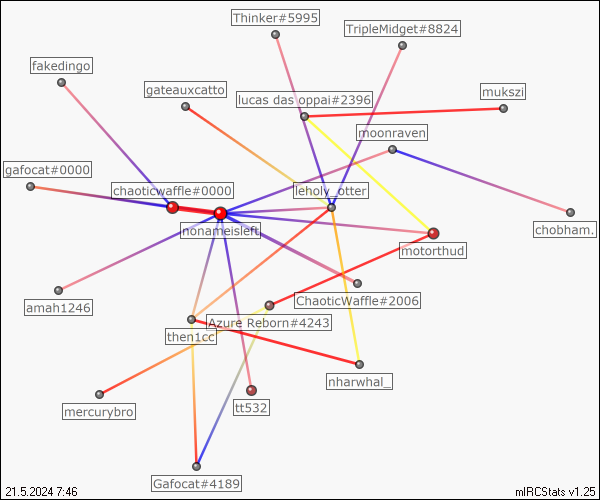 Thinker#5995
TripleMidget#8824
fakedingo
gateauxcatto
lucas das oppai#2396
mukszi
moonraven
gafocat#0000
chaoticwaffle#0000
leholy_otter
nonameisleft
chobham.
motorthud
amah1246
ChaoticWaffle#2006
Azure Reborn#4243
then1cc
nharwhal_
mercurybro
tt532
Gafocat#4189
21.5.2024 7:46
mIRCStats v1.25